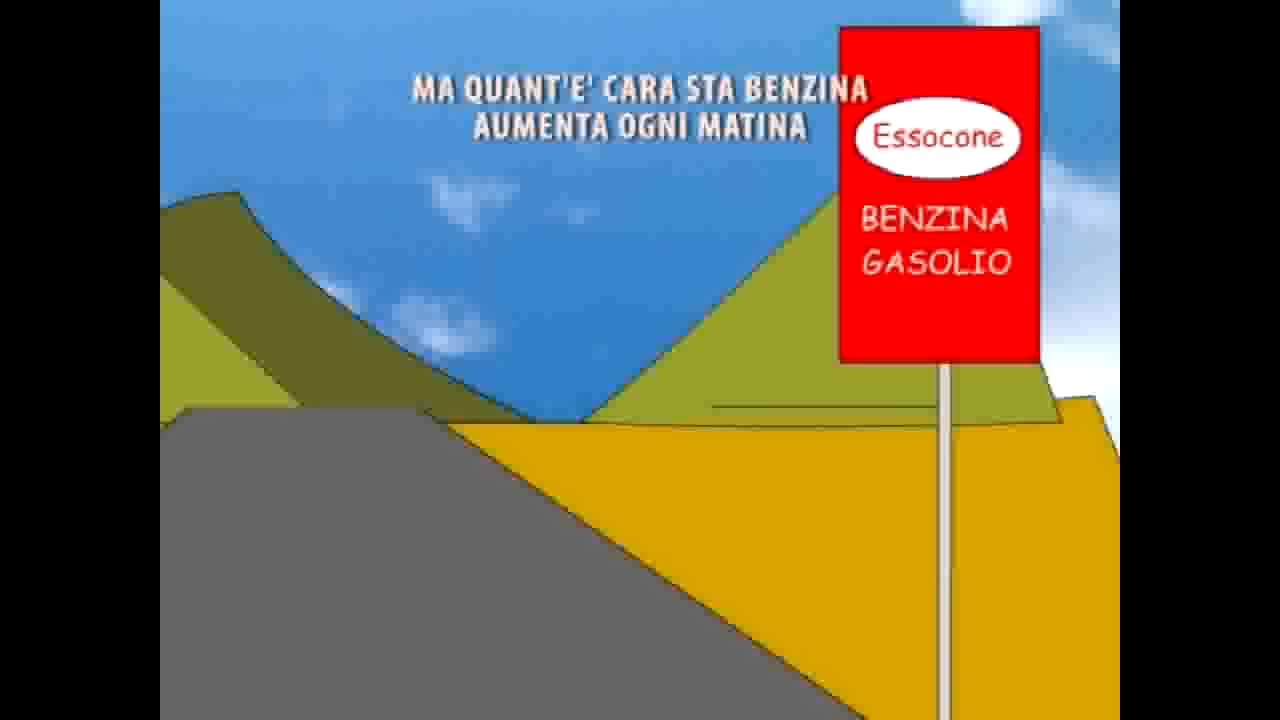 MA QUANT'E' CARA STA BENZINA
AUMENTA OGNI MATINA
Essocone
BENZINA
GASOLIO